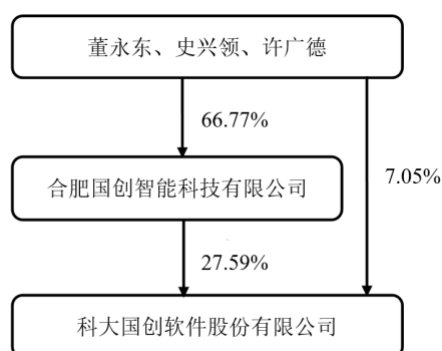 董永东、史兴领、许广德
66.77%
合肥国创智能科技有限公司
7.05%
27.59%
科大国创软件股份有限公司